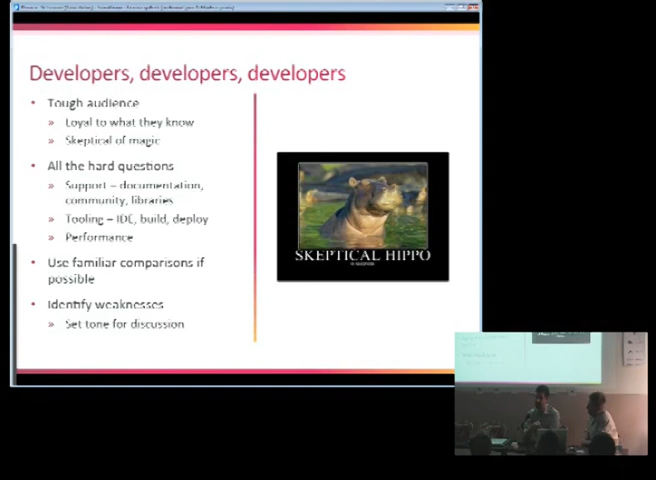 Developers, developers, developers
• Tough audience
» Loyal to what they know
» Skeptical of magic
• All the hard questions
» Support – documentation,
community, libraries
» Tooling – IDE, build, deploy
» Performance
• Use familiar comparisons if
possible
• Identify weaknesses
» Set tone for discussion
SKEPTICAL HIPPO